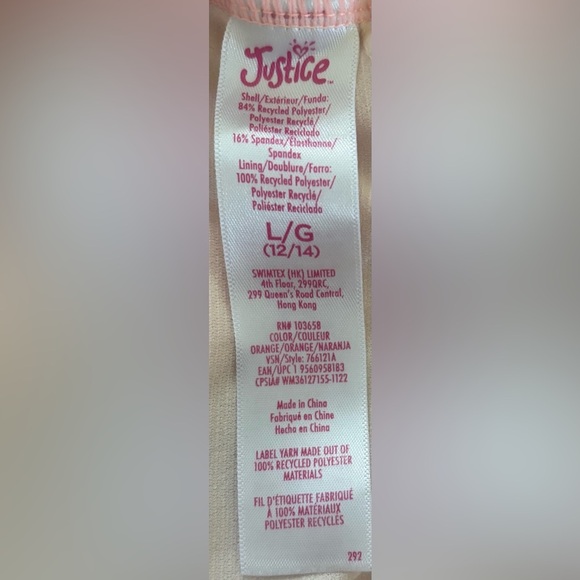 Justice™
Shell/Extérieur/Funda:
84% Recycled Polyester/
Polyester Recyclé/
Poliéster Reciclado
16% Spandex/Élasthanne/
Spandex
Lining/Doublure/Forro:
100% Recycled Polyester/
Polyester Recyclé/
Poliéster Reciclado
L/G
(12/14)
SWIMTEX (HK) LIMITED
4th Floor, 299QRC,
299 Queen's Road Central,
Hong Kong
RN# 103658
COLOR/COULEUR
ORANGE/ORANGE/NARANJA
VSN/Style: 766121A
EAN/UPC 1 9560958183
CPSIA# WM36127155-1122
Made in China
Fabriqué en Chine
Hecho en China
LABEL YARN MADE OUT OF
100% RECYCLED POLYESTER
MATERIALS
FIL D'ÉTIQUETTE FABRIQUÉ
À 100% MATÉRIAUX
POLYESTER RECYCLÉS
292